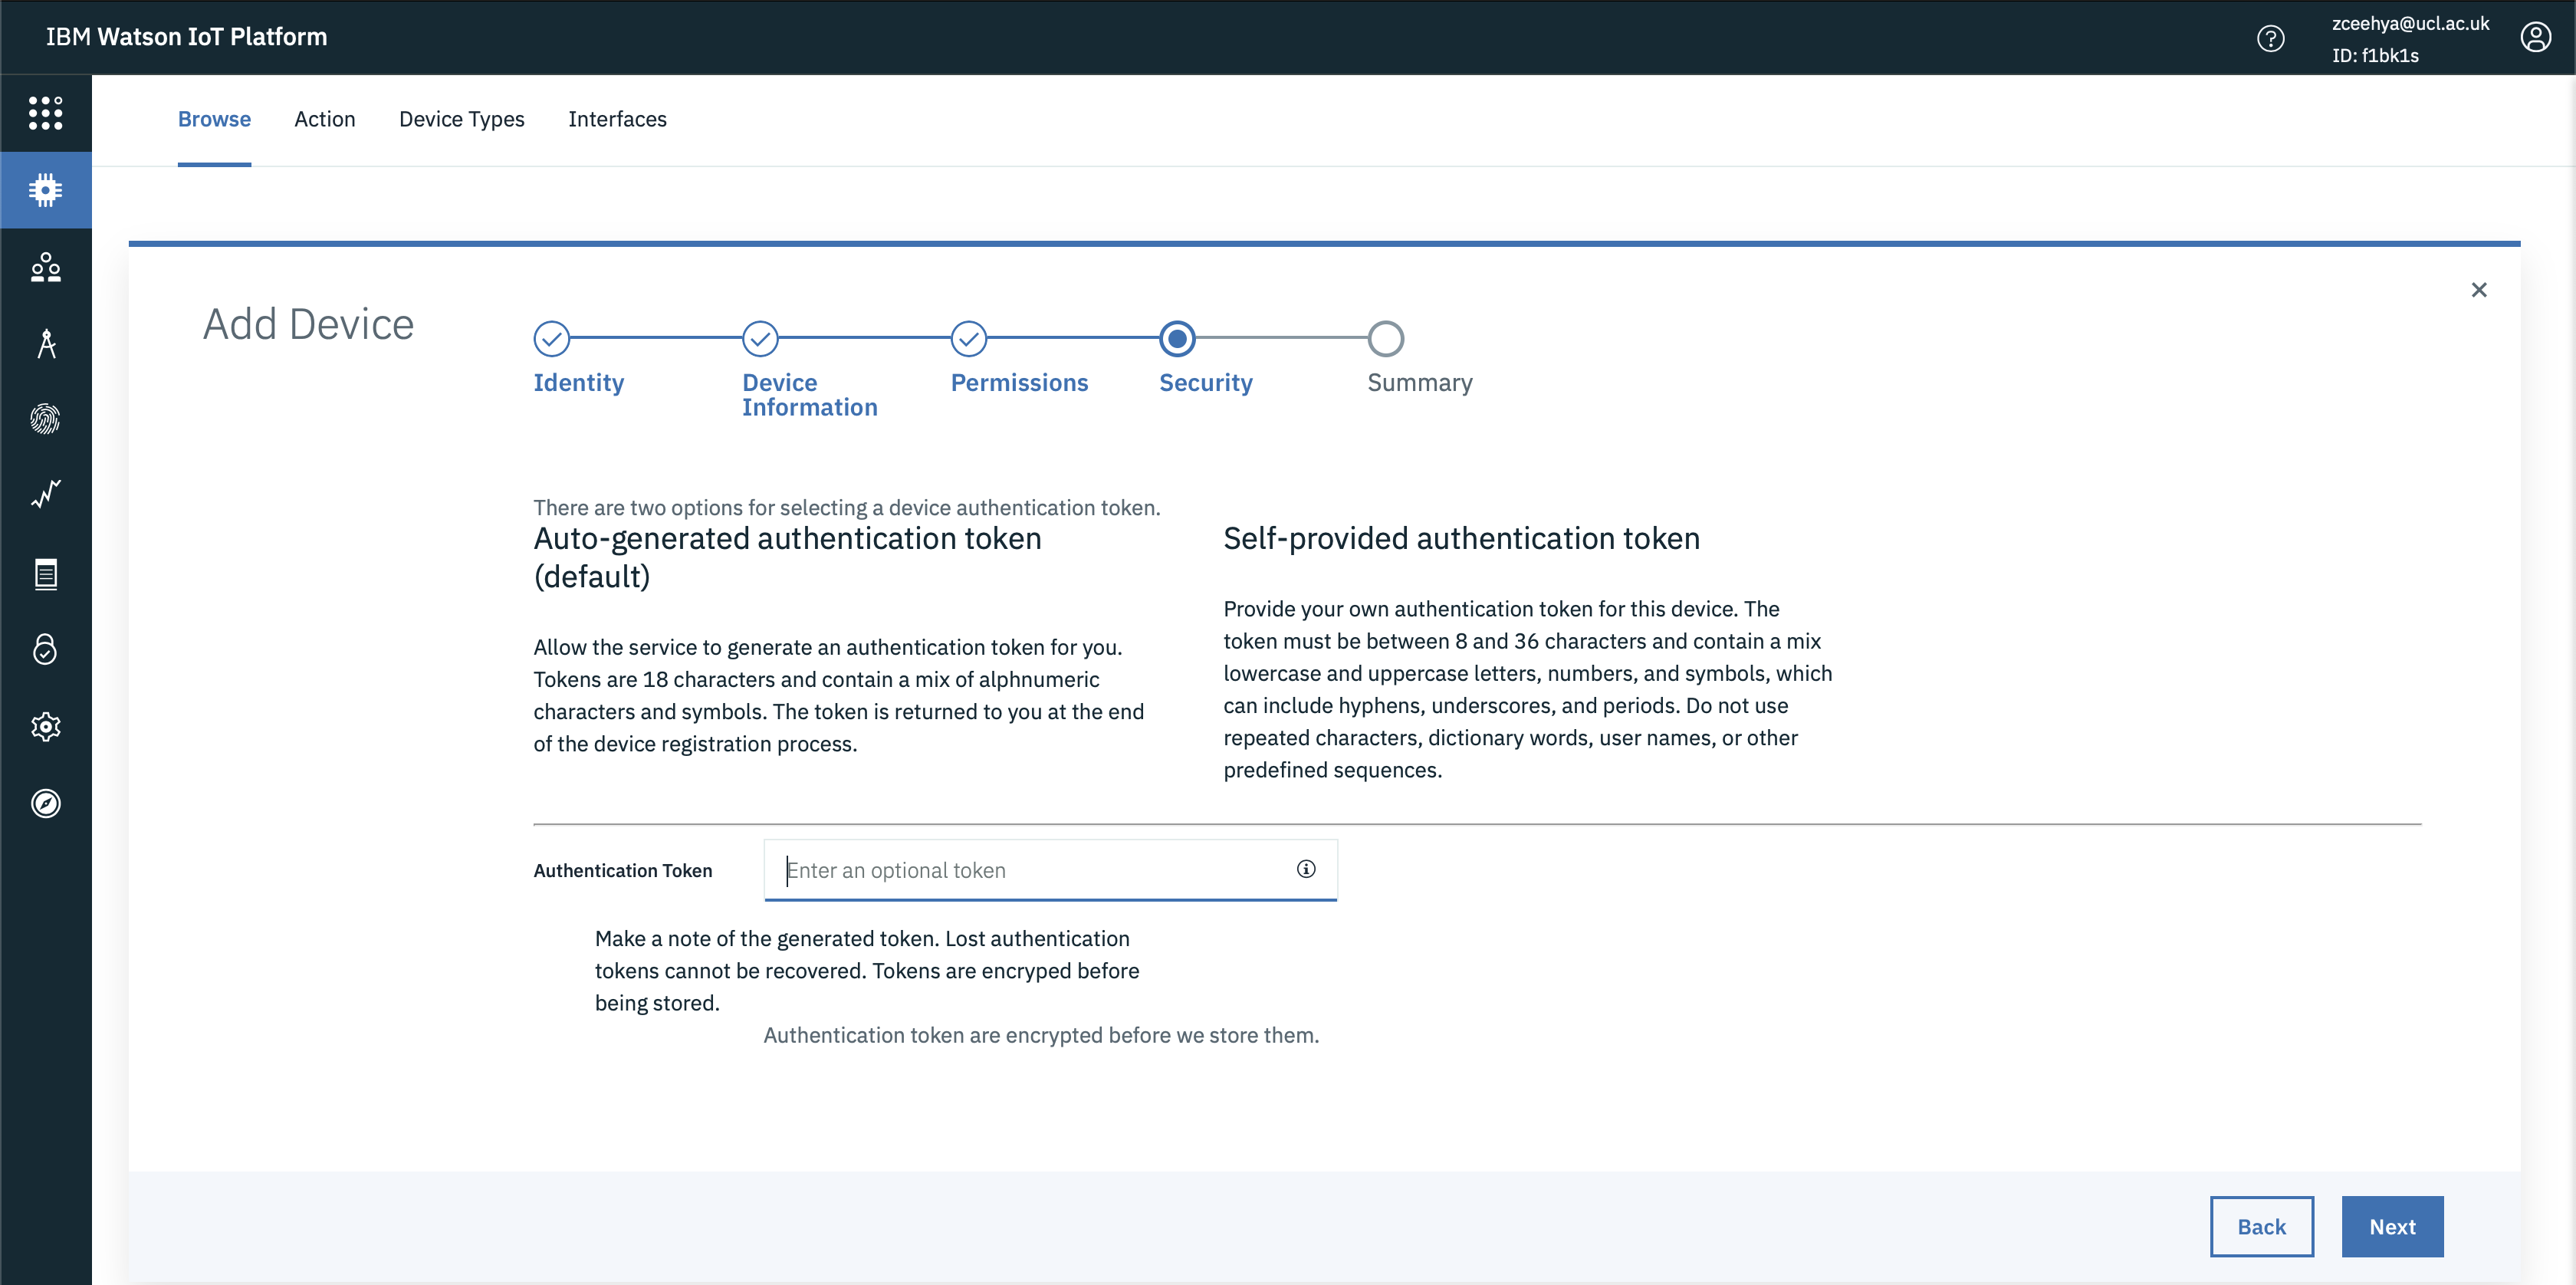 IBM Watson IoT Platform
zceehya@ucl.ac.uk
ID: f1bk1s
Browse Action Device Types Interfaces
Add Device
Identity
Device
Information
Permissions
Security
Summary
There are two options for selecting a device authentication token.
Auto-generated authentication token
(default)
Allow the service to generate an authentication token for you.
Tokens are 18 characters and contain a mix of alphnumeric
characters and symbols. The token is returned to you at the end
of the device registration process.
Self-provided authentication token
Provide your own authentication token for this device. The
token must be between 8 and 36 characters and contain a mix
lowercase and uppercase letters, numbers, and symbols, which
can include hyphens, underscores, and periods. Do not use
repeated characters, dictionary words, user names, or other
predefined sequences.
Authentication Token
Enter an optional token
Make a note of the generated token. Lost authentication
tokens cannot be recovered. Tokens are encryped before
being stored.
Authentication token are encrypted before we store them.
Back
Next